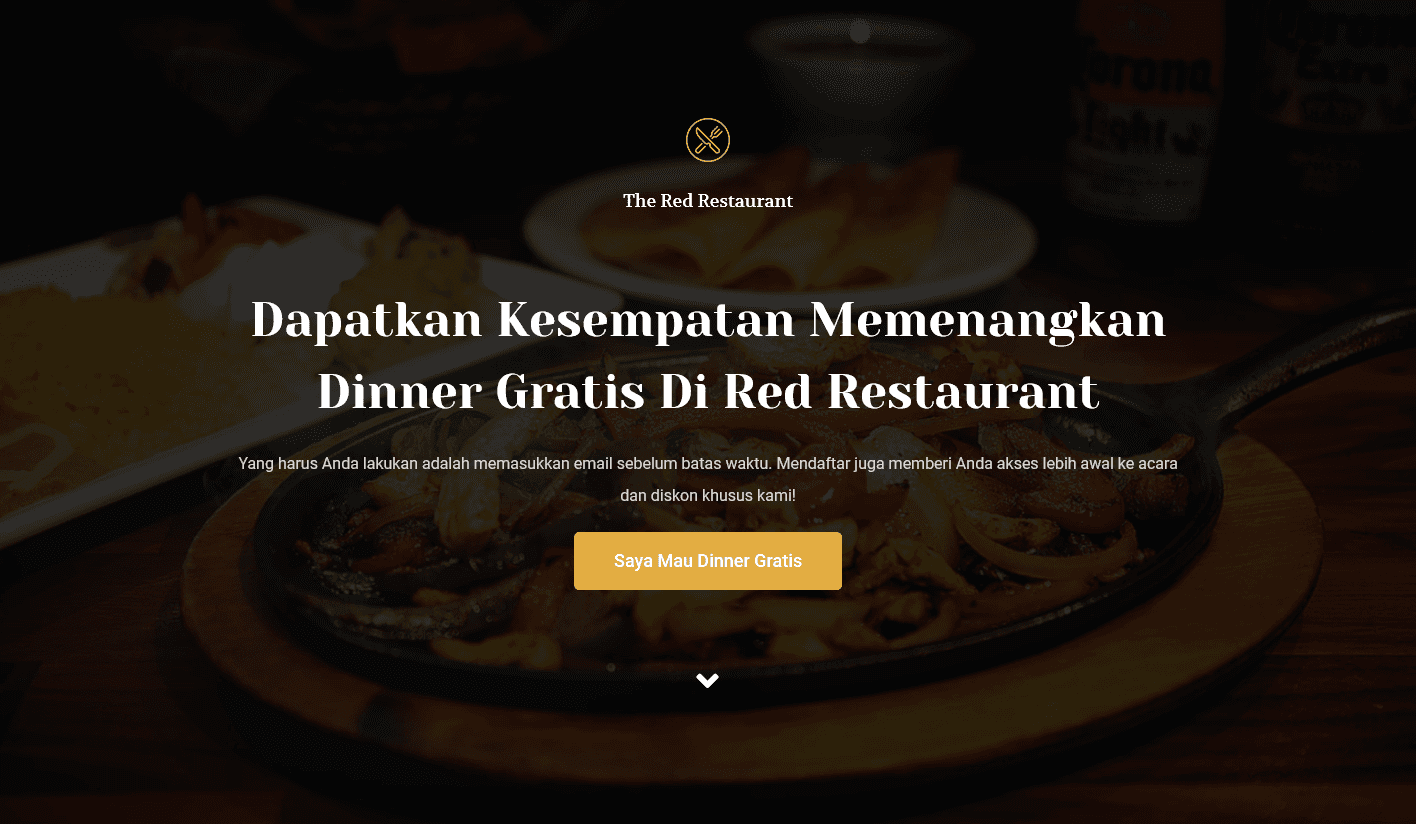 Corona
Extra
The Red Restaurant
Dapatkan Kesempatan Memenangkan
Dinner Gratis Di Red Restaurant
Yang harus Anda lakukan adalah memasukkan email sebelum batas waktu. Mendaftar juga memberi Anda akses lebih awal ke acara
dan diskon khusus kami!
Saya Mau Dinner Gratis